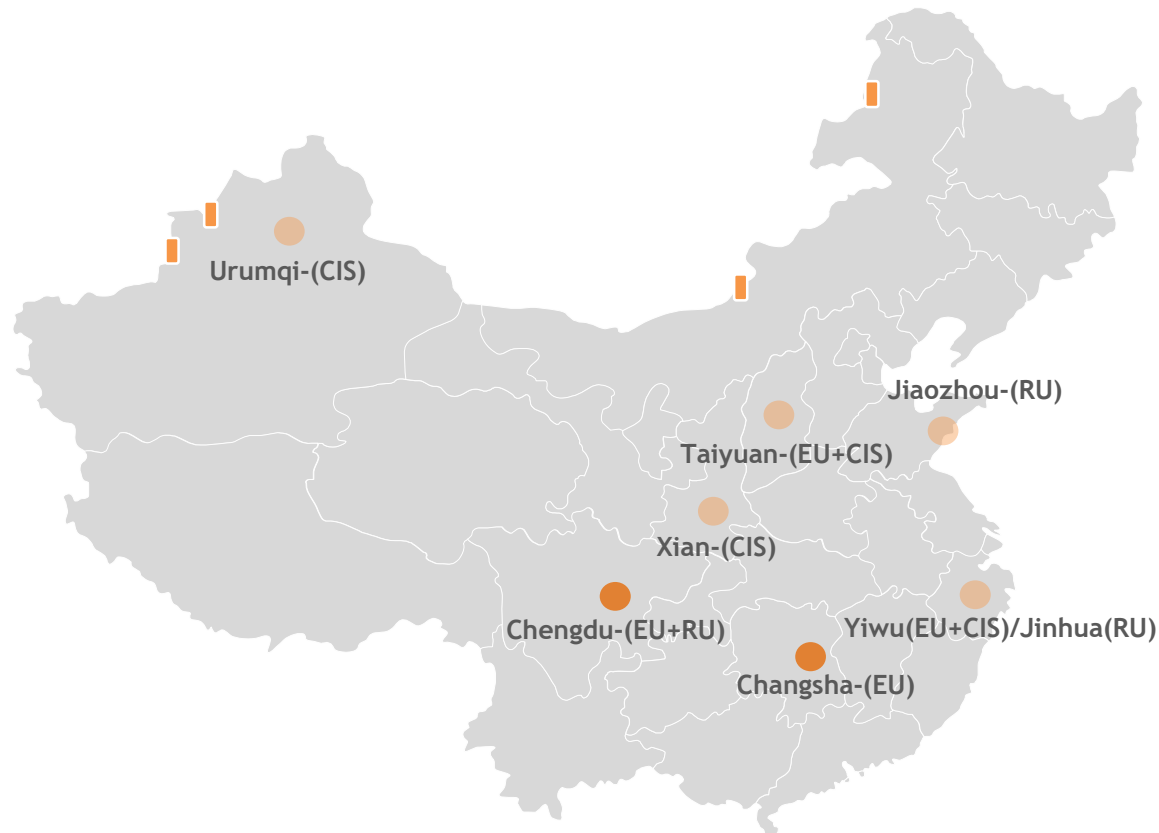 Urumqi-(CIS)
Jiaozhou-(RU)
Taiyuan-(EU+CIS)
Xian-(CIS)
Chengdu-(EU+RU)
Yiwu(EU+CIS)/Jinhua(RU)
Changsha-(EU)